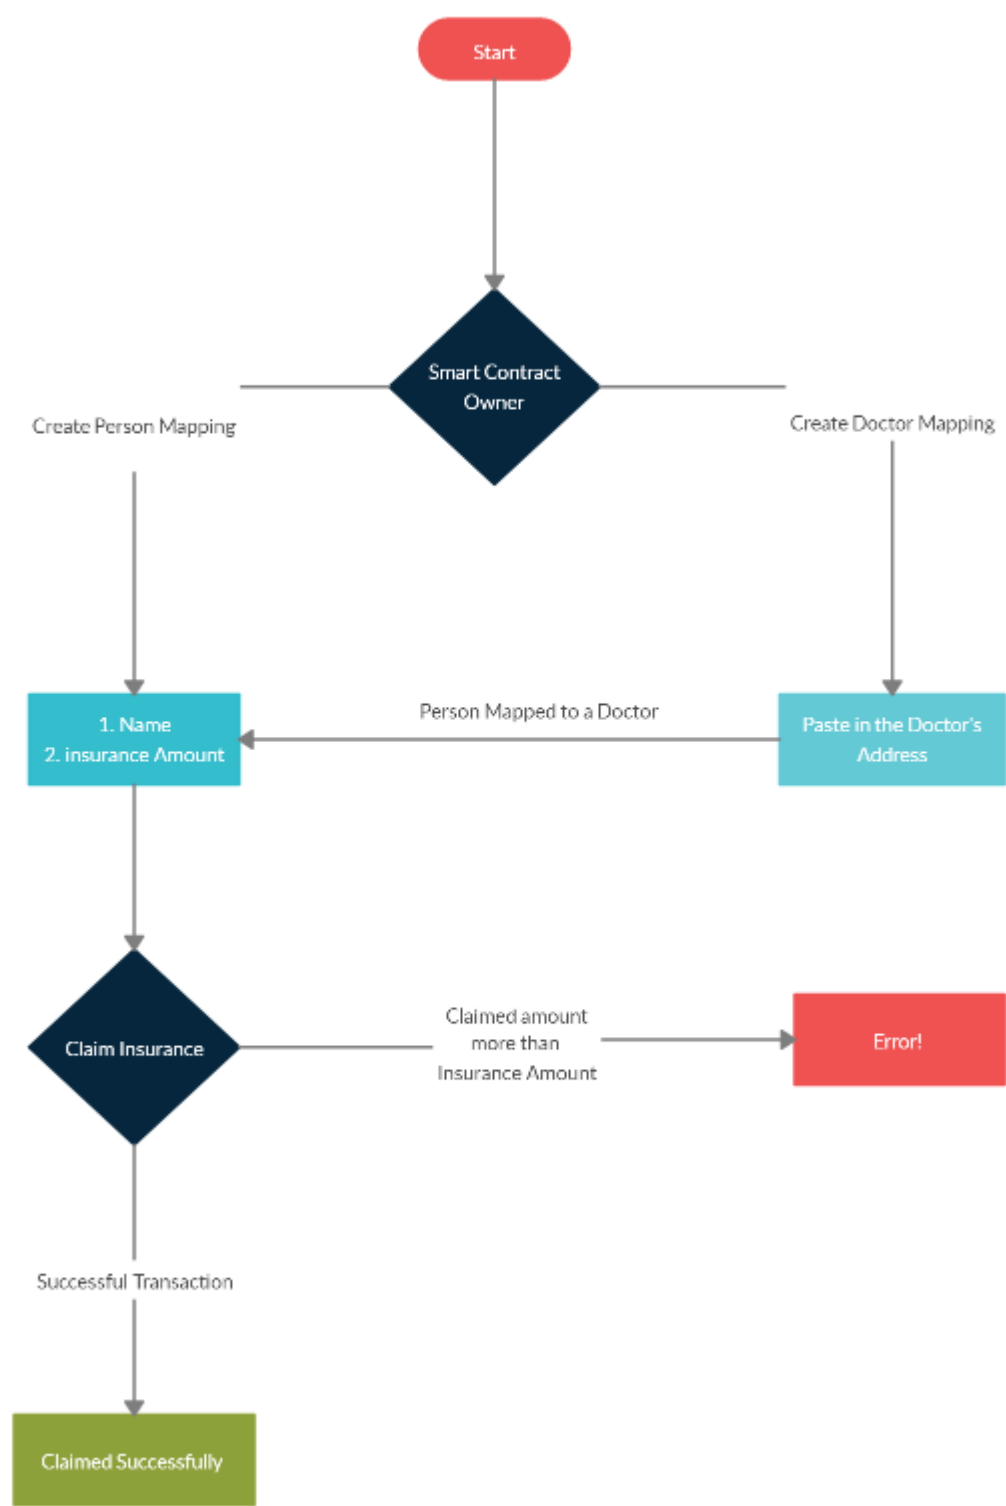 Start
Smart Contract
Owner
Create Person Mapping
Create Doctor Mapping
1. Name
2. insurance Amount
Person Mapped to a Doctor
Paste in the Doctor's
Address
Claim Insurance
Claimed amount
more than
Insurance Amount
Error!
Successful Transaction
Claimed Successfully